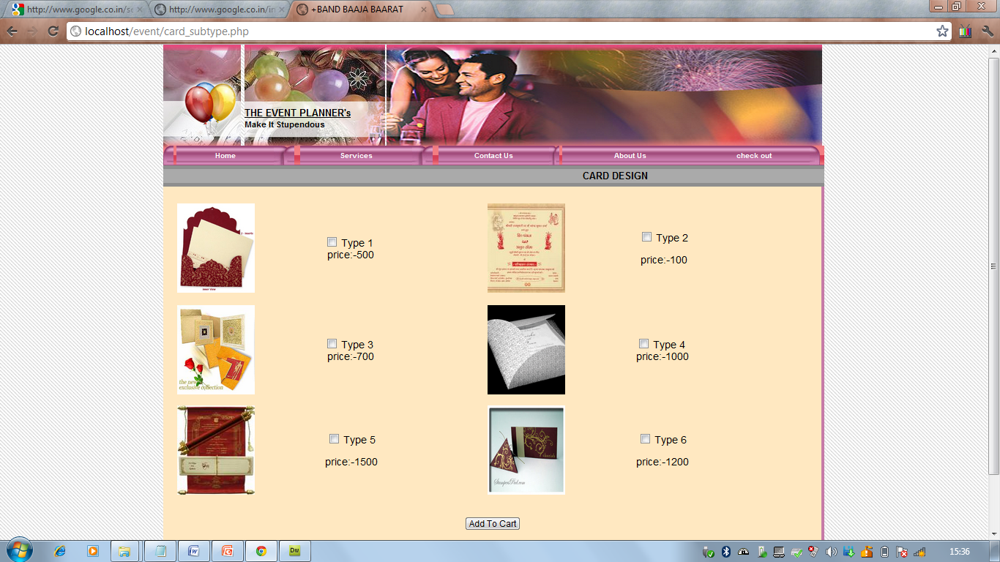 http://www.google.co.in/se
http://www.google.co.in/in
+BAND BAAJA BAARAT
localhost/event/card_subtype.php
THE EVENT PLANNER's
Make It Stupendous
Home
Services
Contact Us
About Us
check out
CARD DESIGN
Type 1
price:-500
Type 2
price:-100
the new
exclusive collection
Type 3
price:-700
Type 4
price:-1000
Type 5
price:-1500
Type 6
price:-1200
Add To Cart
Dw
15:36